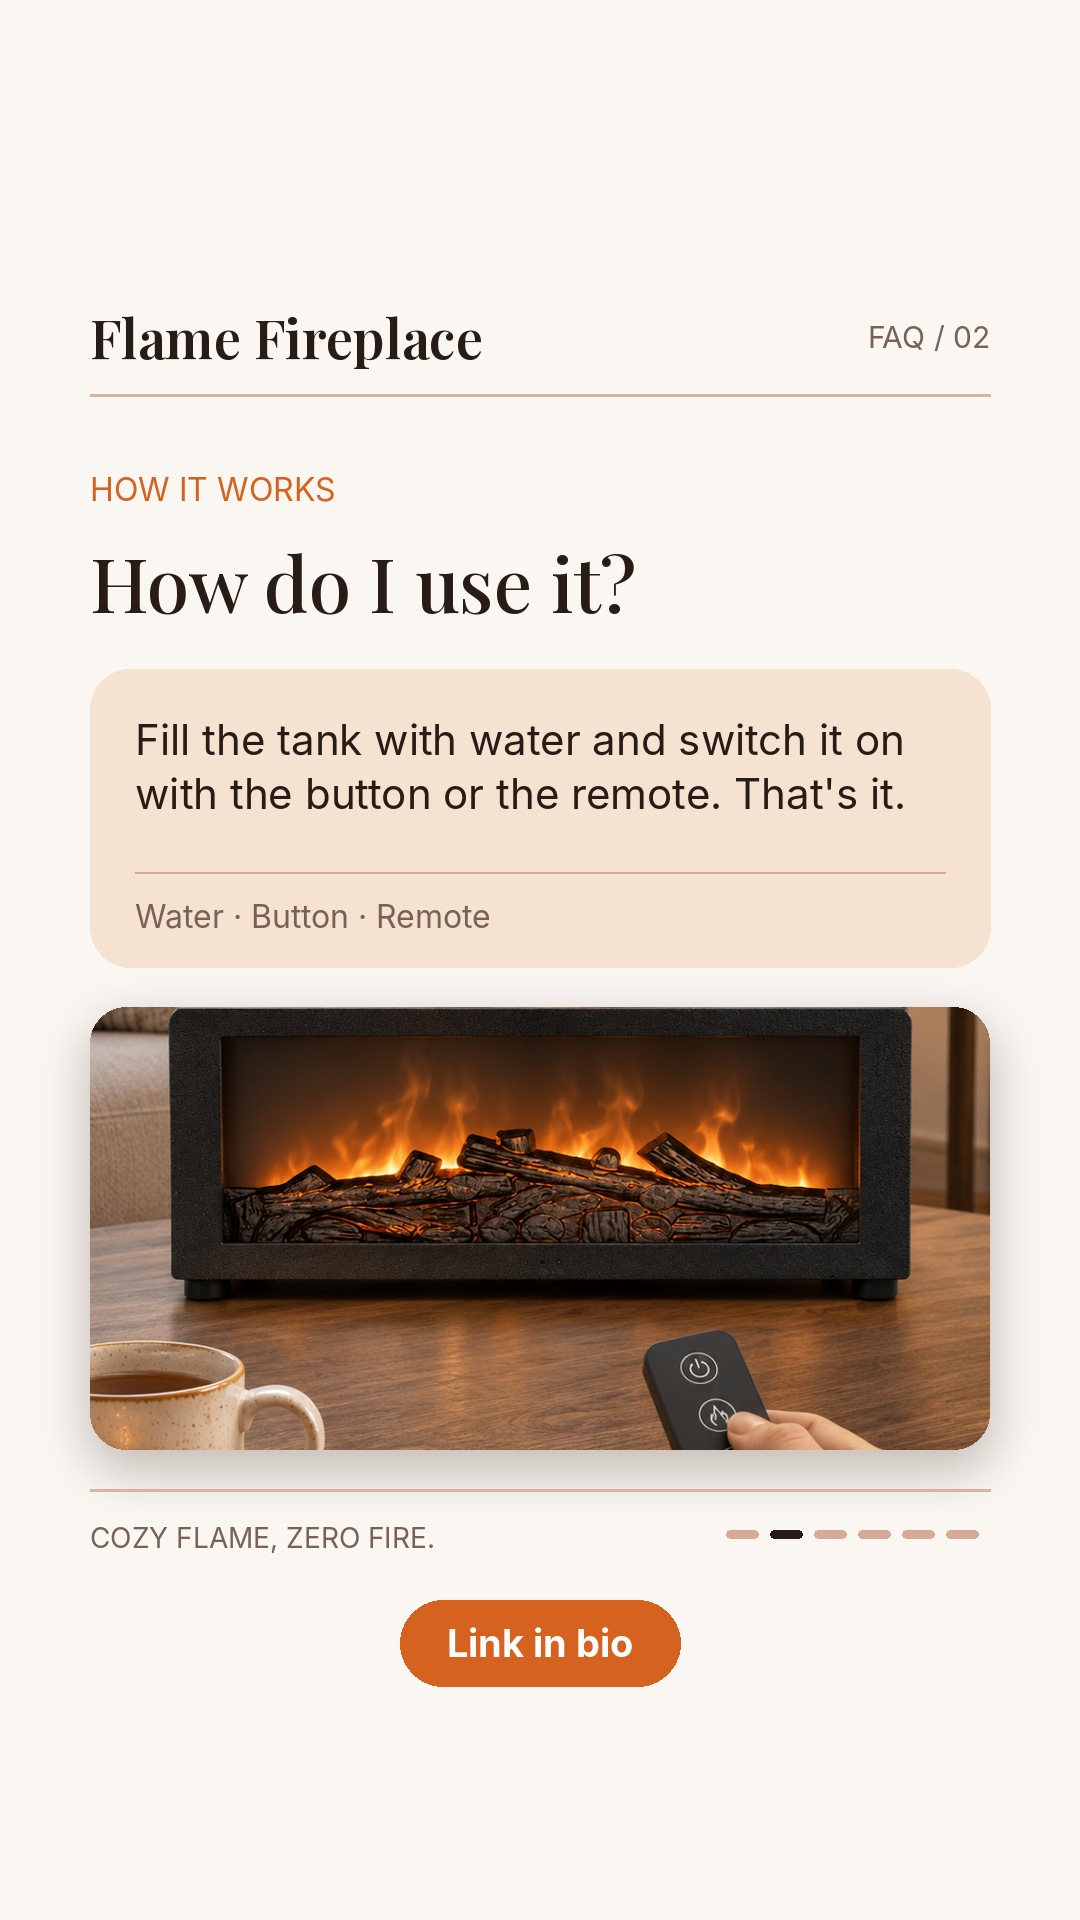 Flame Fireplace
FAQ / 02
HOW IT WORKS
How do I use it?
Fill the tank with water and switch it on
with the button or the remote. That's it.
Water · Button · Remote
COZY FLAME, ZERO FIRE.
Link in bio